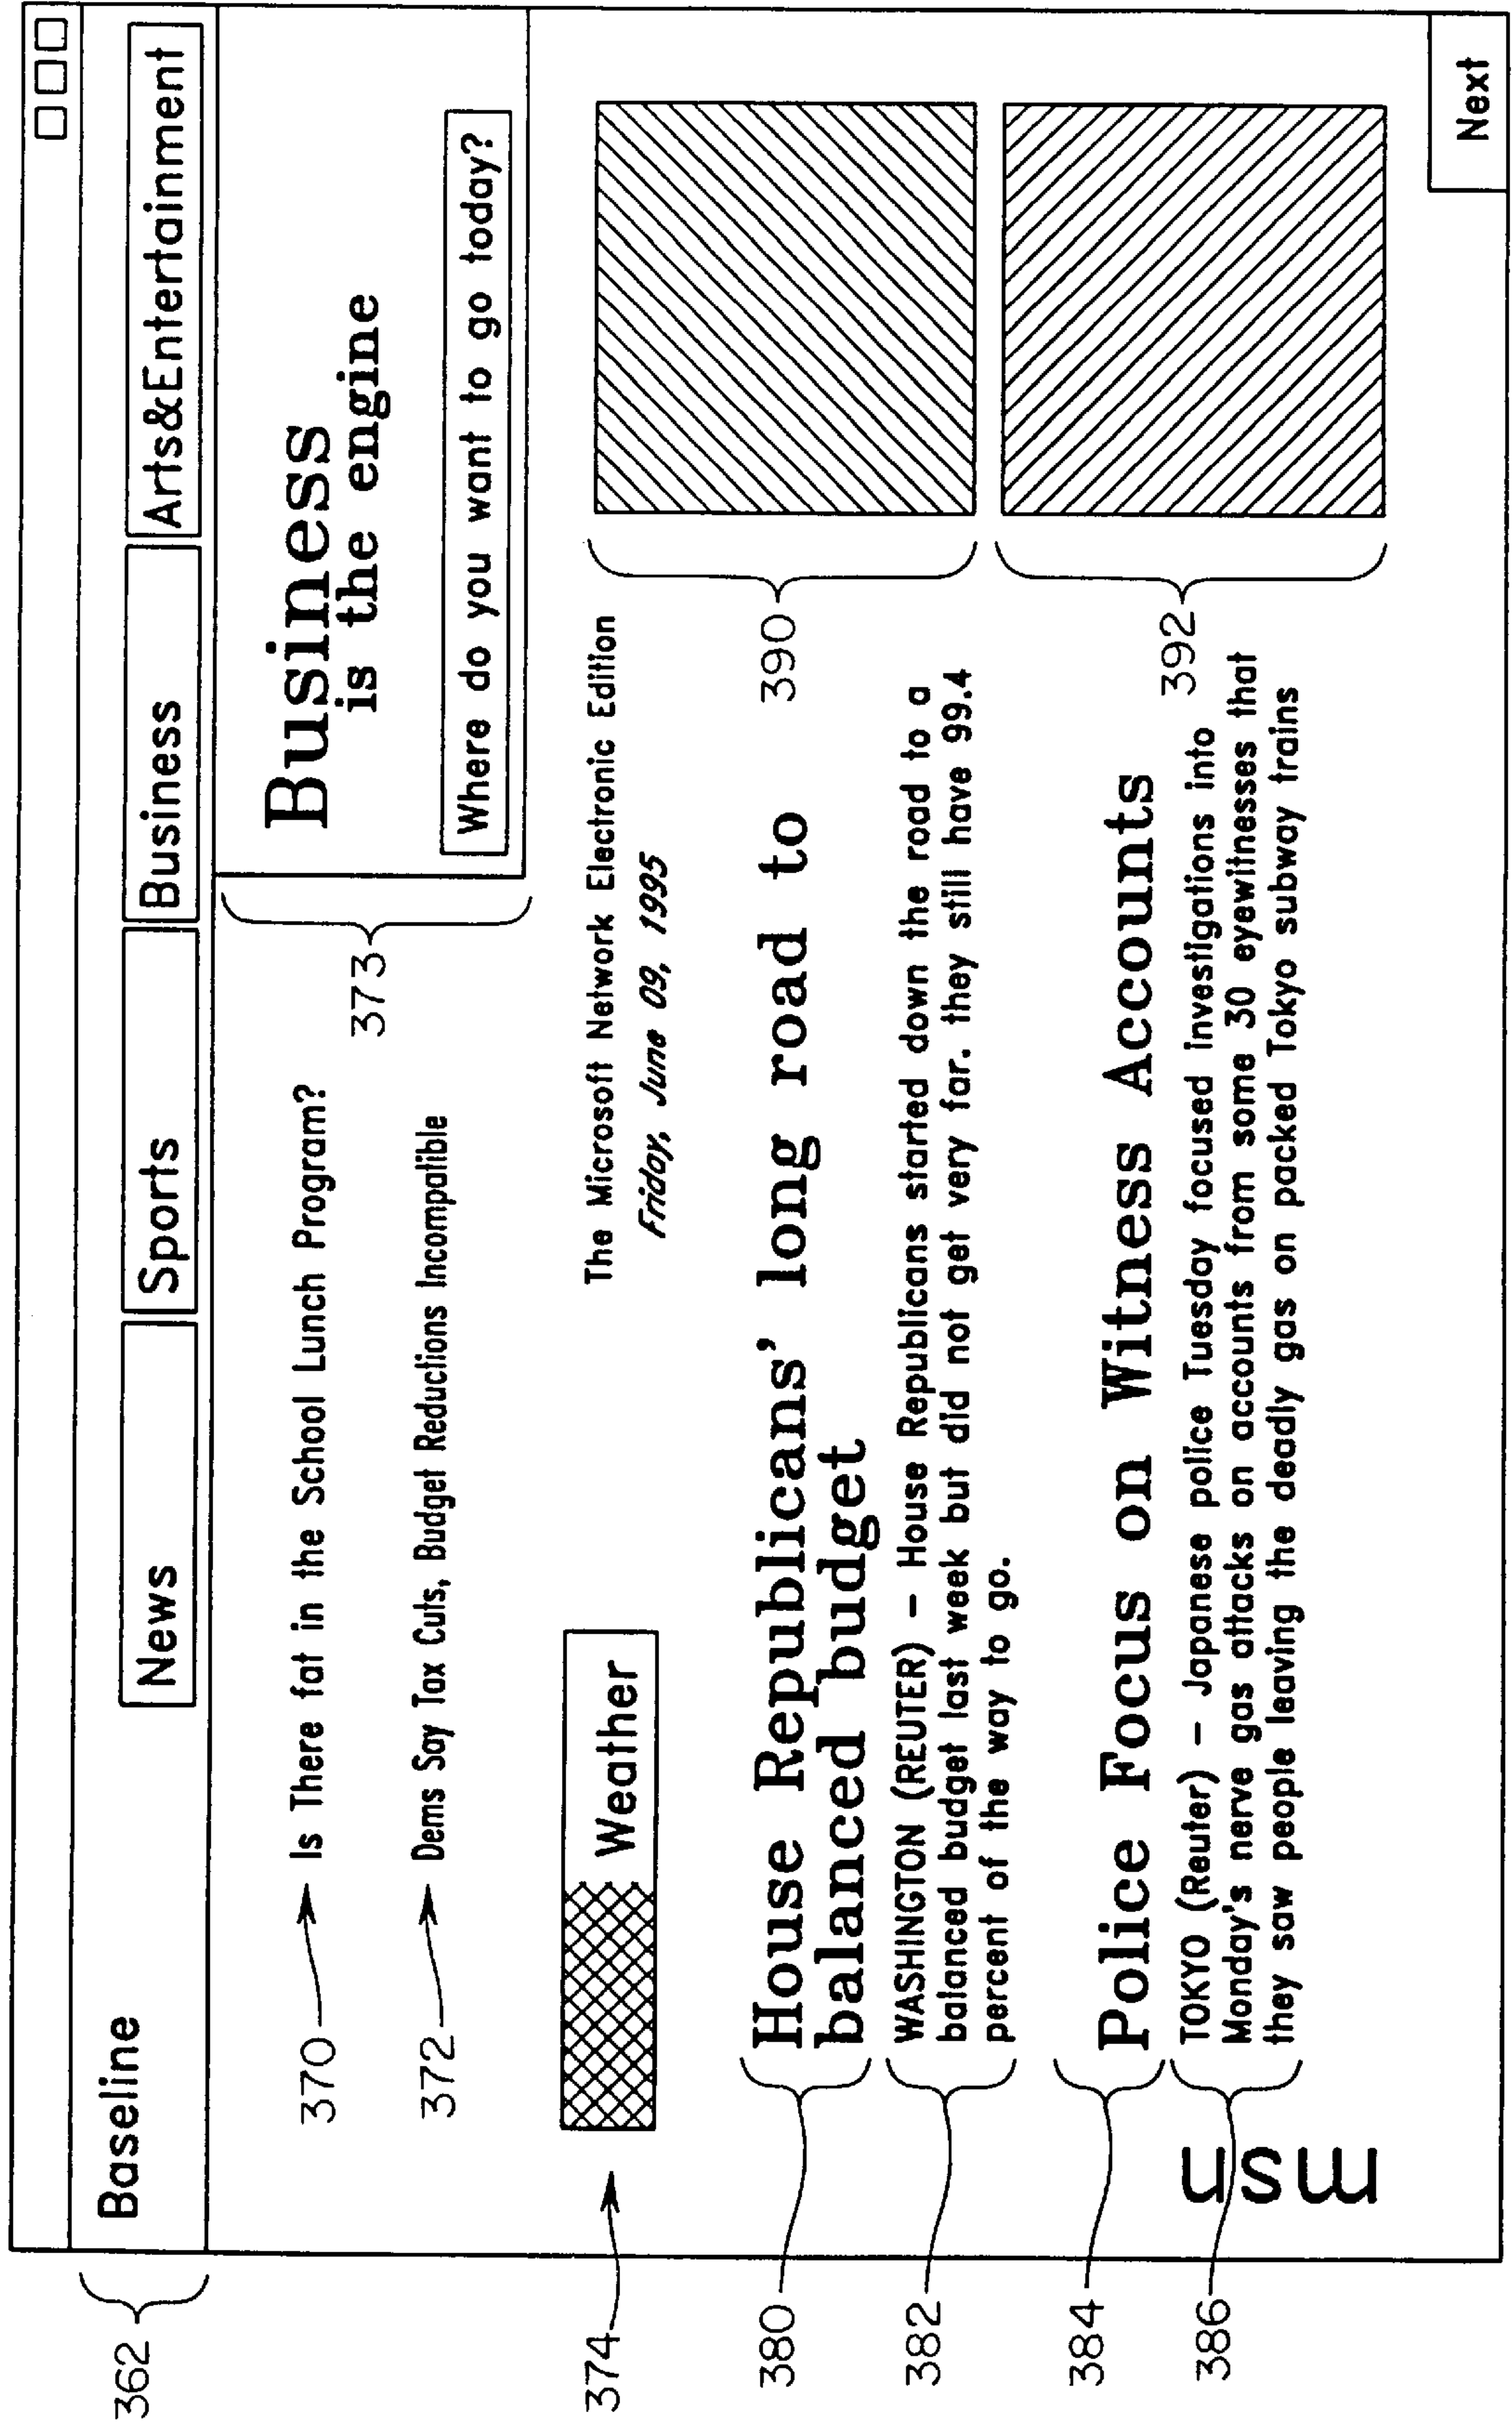 Baseline
News
Sports
Business
Arts&Entertainment
362
370
Is There fat in the School Lunch Program?
372
Dems Say Tax Cuts, Budget Reductions Incompatible
373
Business
is the engine
Where do you want to go today?
374
Weather
The Microsoft Network Electronic Edition
Friday, June 09, 1995
380
House Republicans' long road to
balanced budget
382
WASHINGTON (REUTER) – House Republicans started down the road to a
balanced budget last week but did not get very far. they still have 99.4
percent of the way to go.
390
384
Police Focus on Witness Accounts
386
TOKYO (Reuter) – Japanese police Tuesday focused investigations into
Monday's nerve gas attacks on accounts from some 30 eyewitnesses that
they saw people leaving the deadly gas on packed Tokyo subway trains
392
msn
Next